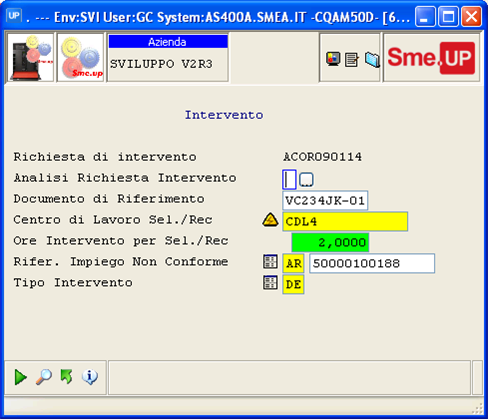 UP . --- Env:SVI User:GC System:AS400A.SMEA.IT -CQAM50D- [6...
Sme.up
Azienda
SVILUPPO V2R3
Sme.UP
Intervento
Richiesta di intervento ACOR090114
Analisi Richiesta Intervento
Documento di Riferimento VC234JK-01
Centro di Lavoro Sel./Rec CDL4
Ore Intervento per Sel./Rec 2,0000
Rifer. Impiego Non Conforme AR 50000100188
Tipo Intervento DE